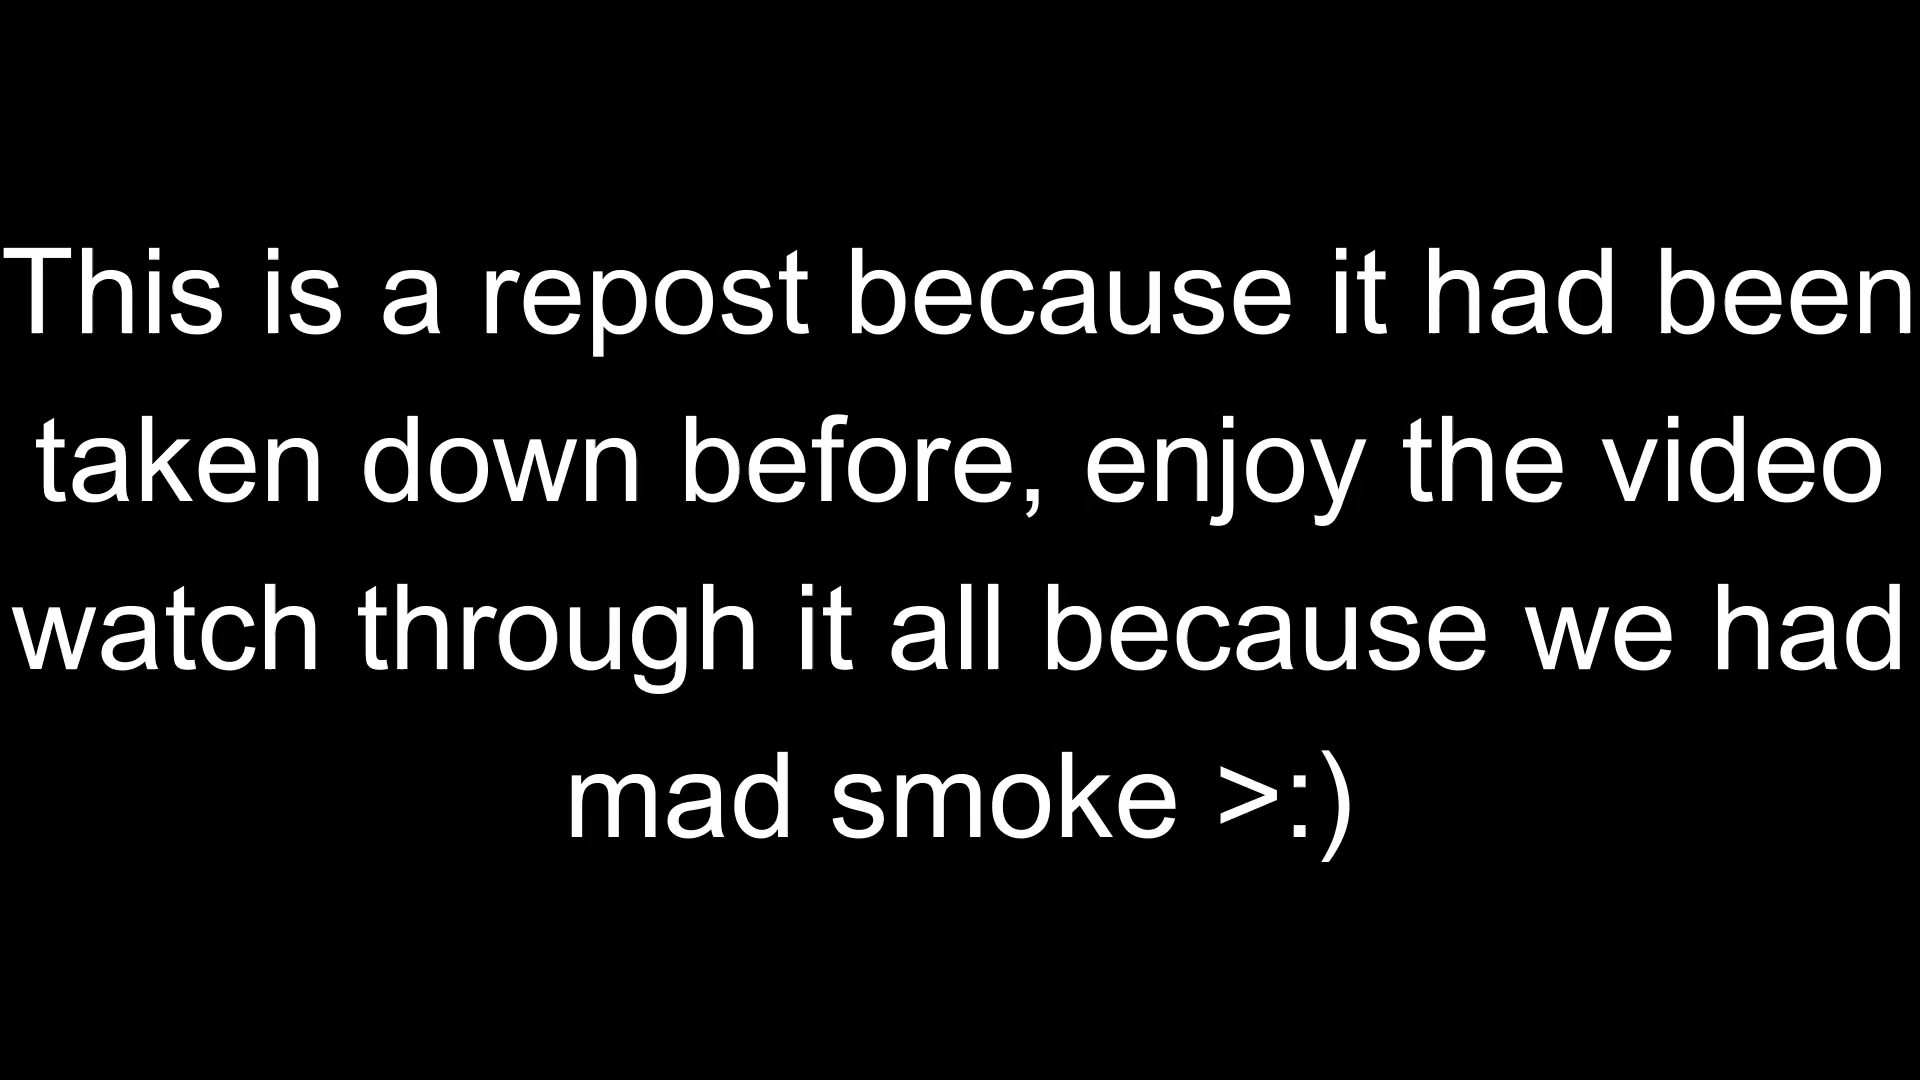 This is a repost because it had been
taken down before, enjoy the video
watch through it all because we had
mad smoke >:)